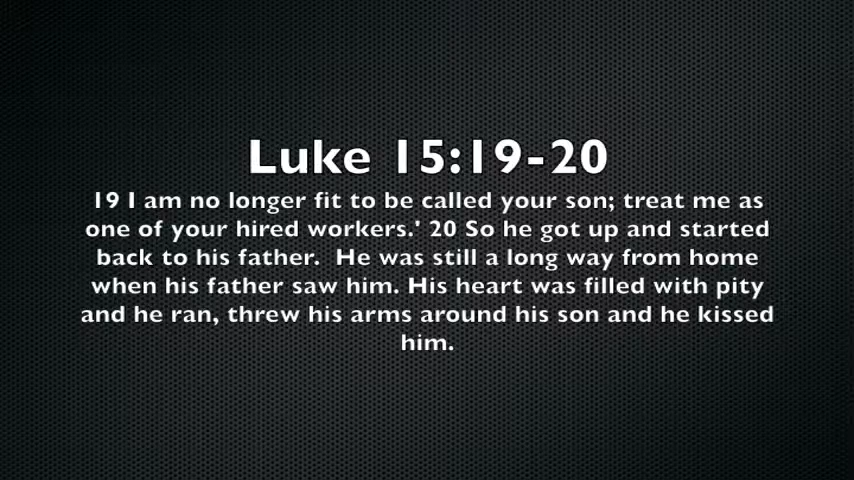 Luke 15:19-20
19 I am no longer fit to be called your son; treat me as
one of your hired workers.' 20 So he got up and started
back to his father.  He was still a long way from home
when his father saw him. His heart was filled with pity
and he ran, threw his arms around his son and he kissed
him.